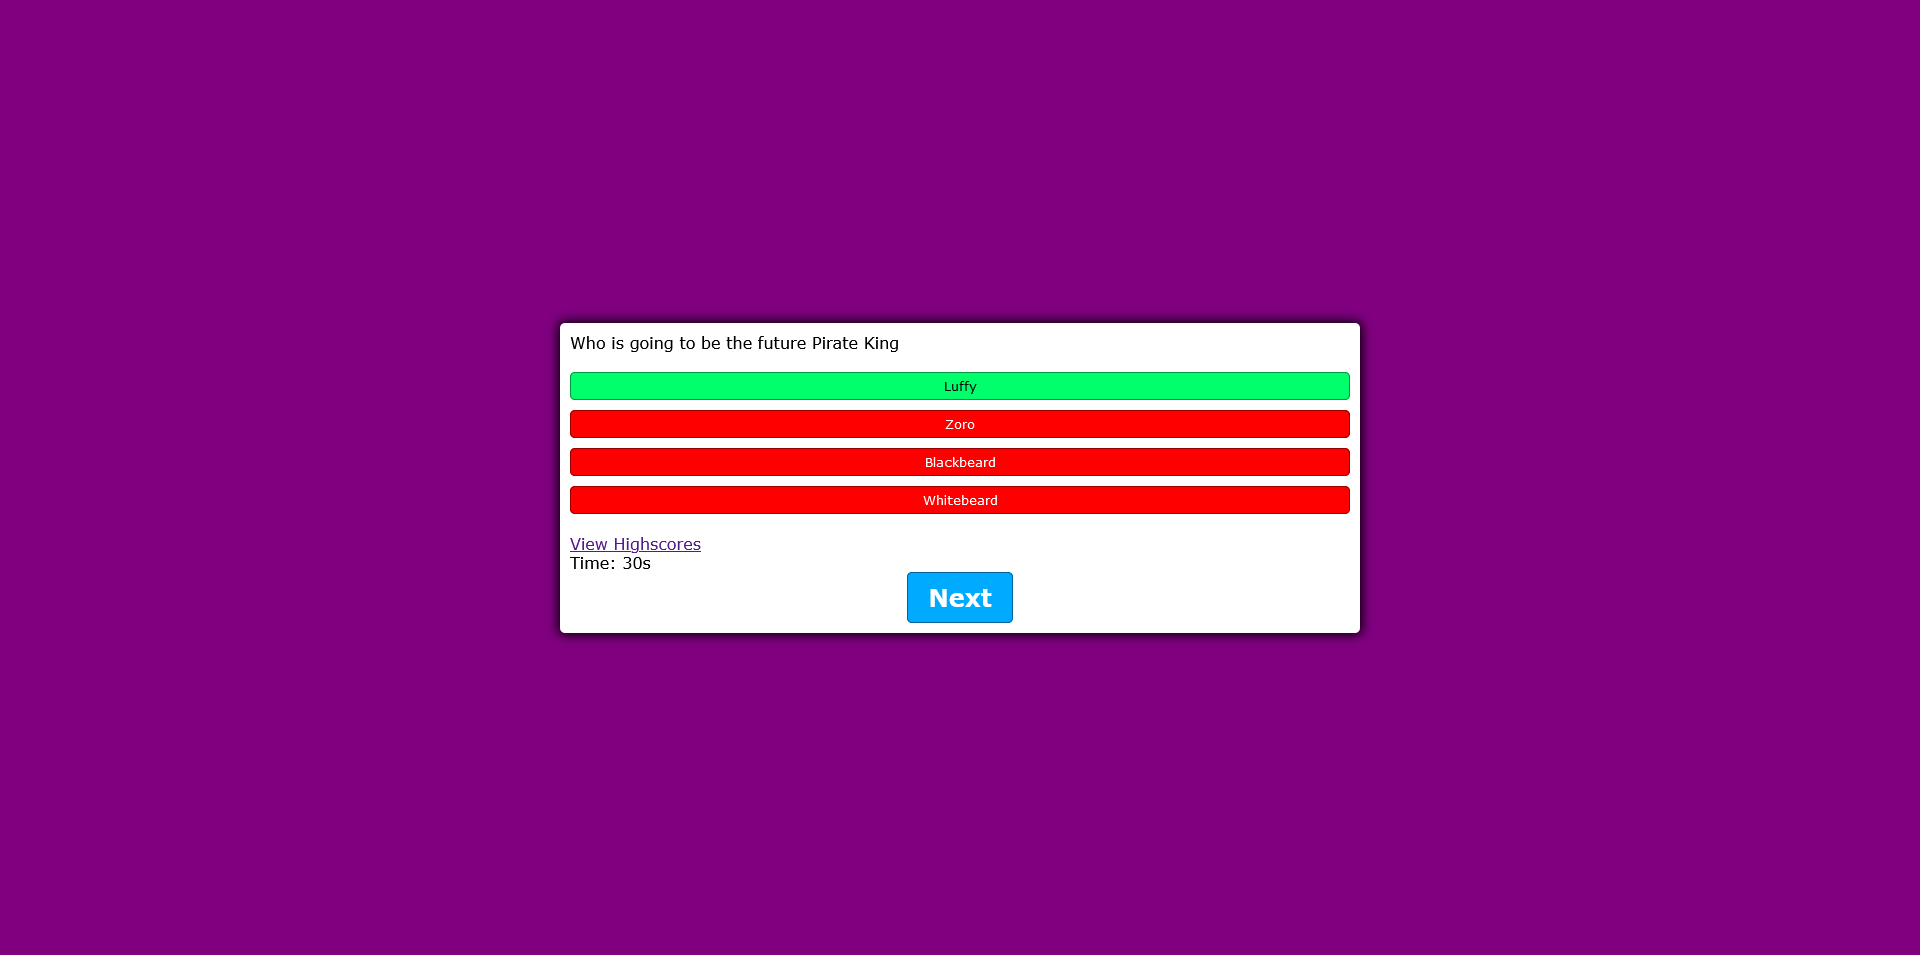 Who is going to be the future Pirate King
Luffy
Zoro
Blackbeard
Whitebeard
View Highscores
Time: 30s
Next